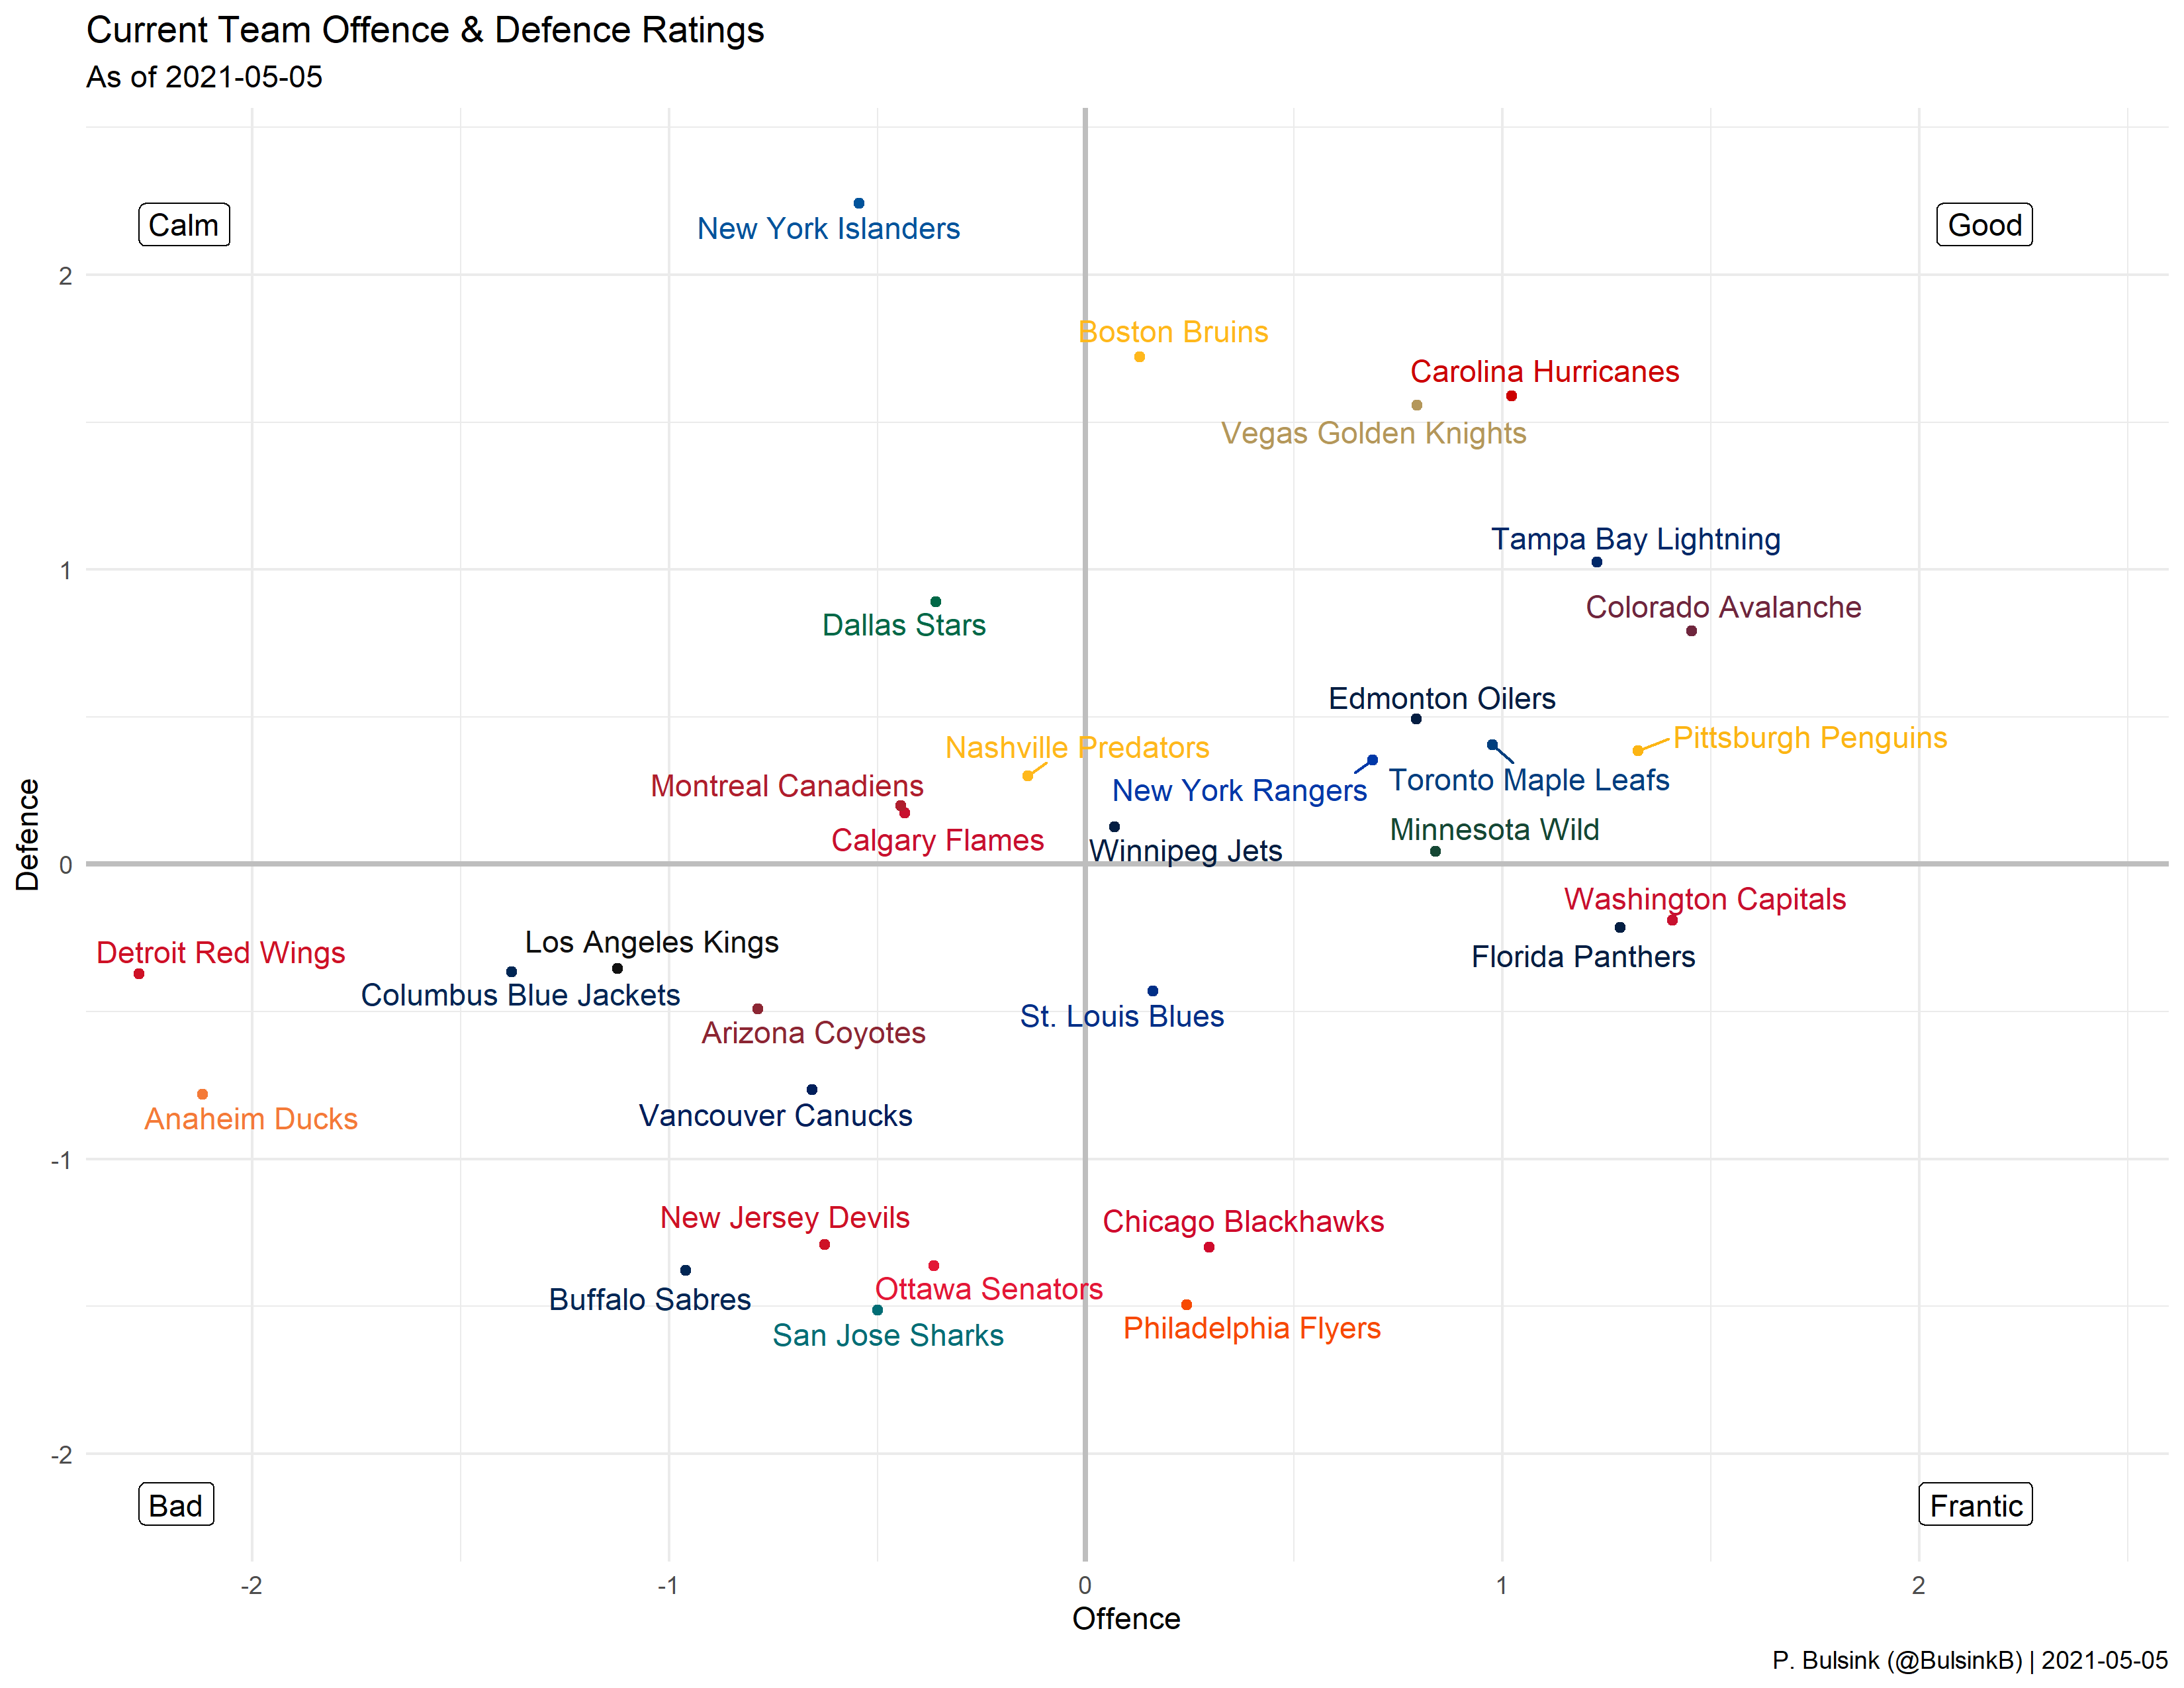 Current Team Offence & Defence Ratings
As of 2021-05-05
Calm
Good
New York Islanders
2
Boston Bruins
Carolina Hurricanes
Vegas Golden Knights
Tampa Bay Lightning
1
Colorado Avalanche
Dallas Stars
Edmonton Oilers
Pittsburgh Penguins
Nashville Predators
Toronto Maple Leafs
Montreal Canadiens
New York Rangers
Minnesota Wild
Calgary Flames
Winnipeg Jets
Defence
0
Washington Capitals
Los Angeles Kings
Detroit Red Wings
Florida Panthers
Columbus Blue Jackets
St. Louis Blues
Arizona Coyotes
Vancouver Canucks
Anaheim Ducks
-1
New Jersey Devils
Chicago Blackhawks
Ottawa Senators
Buffalo Sabres
Philadelphia Flyers
San Jose Sharks
-2
Bad
Frantic
-2
-1
0
1
2
Offence
P. Bulsink (@BulsinkB) | 2021-05-05